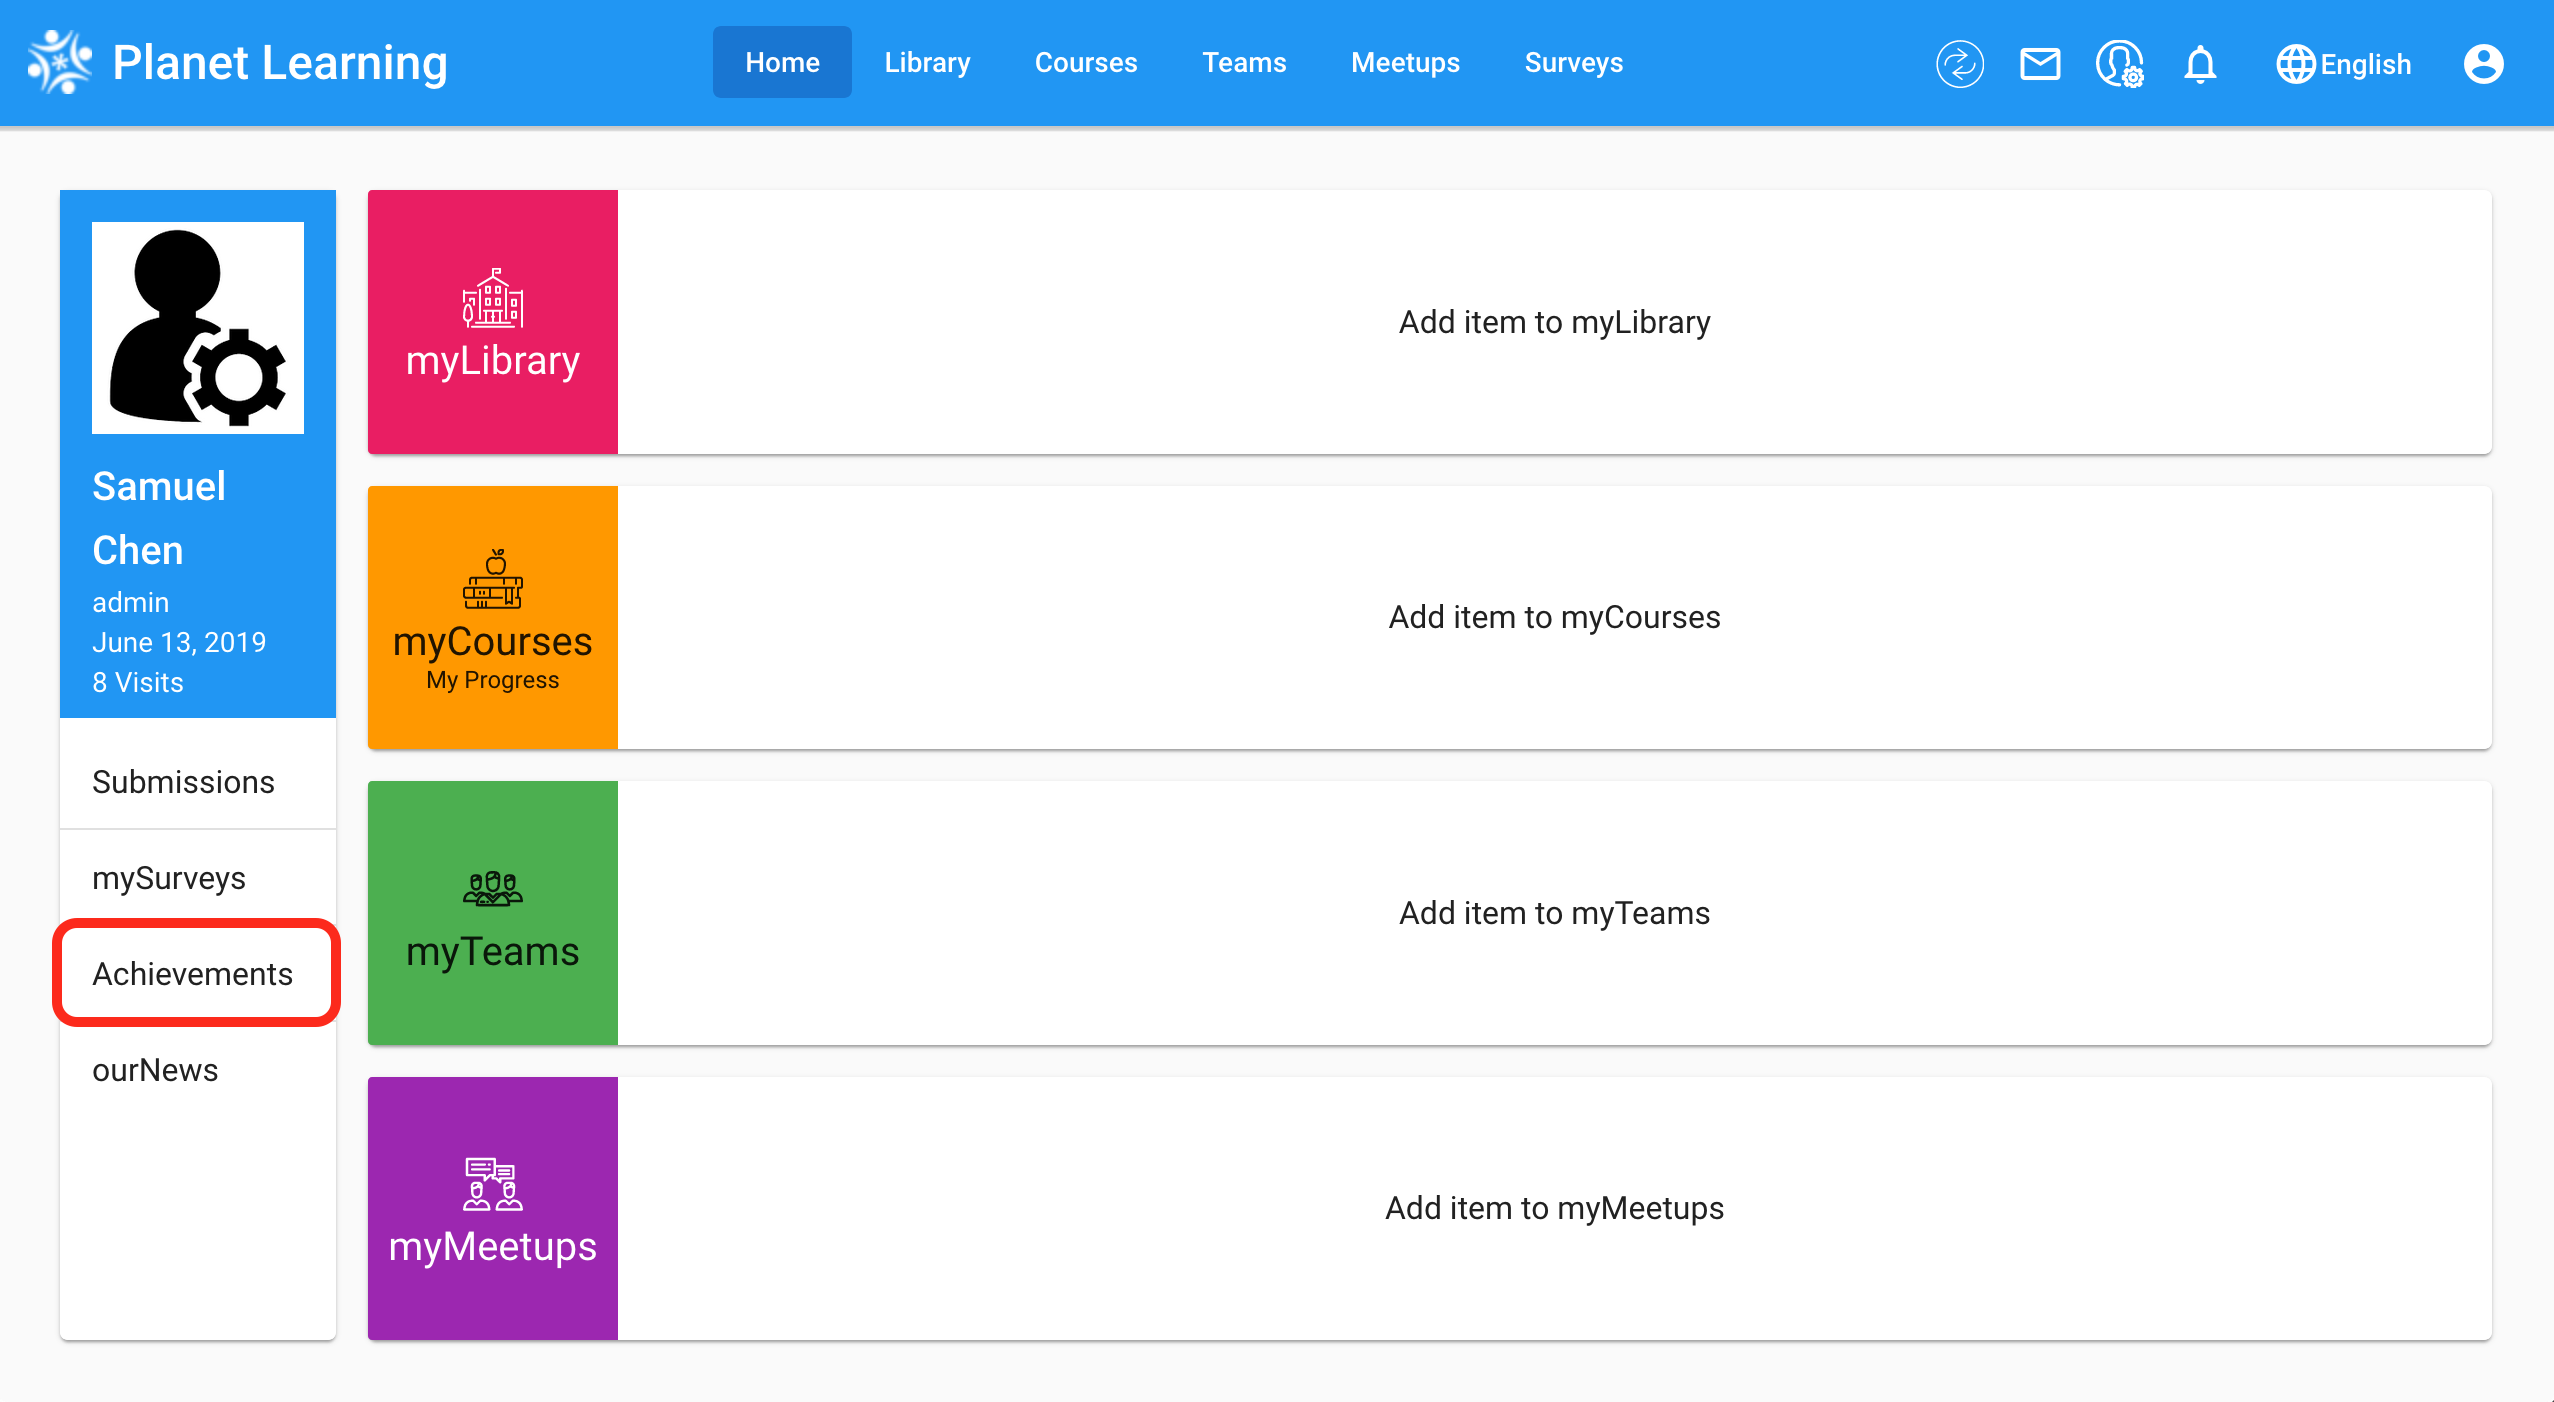 Planet Learning
Home Library Courses Teams Meetups Surveys
English
Samuel
Chen
admin
June 13, 2019
8 Visits
Submissions
mySurveys
Achievements
ourNews
myLibrary
Add item to myLibrary
myCourses
My Progress
Add item to myCourses
myTeams
Add item to myTeams
myMeetups
Add item to myMeetups